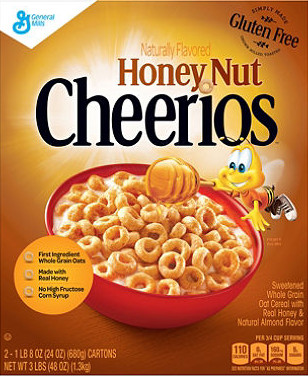 General
Mills
SIMPLY MADE
Gluten Free
Naturally Flavored
Honey Nut
Cheerios
First Ingredient
Whole Grain Oats
Made with
Real Honey
No High Fructose
Corn Syrup
Sweetened
Whole Grain
Oat Cereal with
Real Honey &
Natural Almond Flavor
PER 3/4 CUP SERVING
110
CALORIES
2 - 1 LB 8 OZ (24 OZ) (680g) CARTONS
NET WT 3 LBS (48 OZ) (1.3kg)